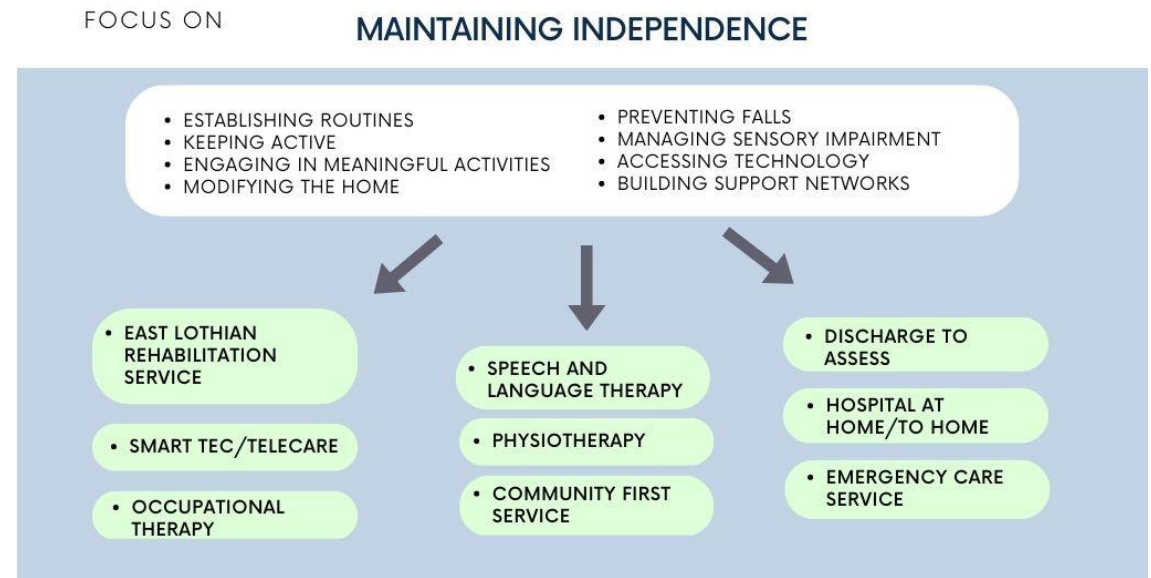 FOCUS ON
MAINTAINING INDEPENDENCE
• ESTABLISHING ROUTINES
• KEEPING ACTIVE
• ENGAGING IN MEANINGFUL ACTIVITIES
• MODIFYING THE HOME
• PREVENTING FALLS
• MANAGING SENSORY IMPAIRMENT
• ACCESSING TECHNOLOGY
• BUILDING SUPPORT NETWORKS
• EAST LOTHIAN
REHABILITATION
SERVICE
• SMART TEC/TELECARE
• OCCUPATIONAL
THERAPY
• SPEECH AND
LANGUAGE THERAPY
• PHYSIOTHERAPY
• COMMUNITY FIRST
SERVICE
• DISCHARGE TO
ASSESS
• HOSPITAL AT
HOME/TO HOME
• EMERGENCY CARE
SERVICE